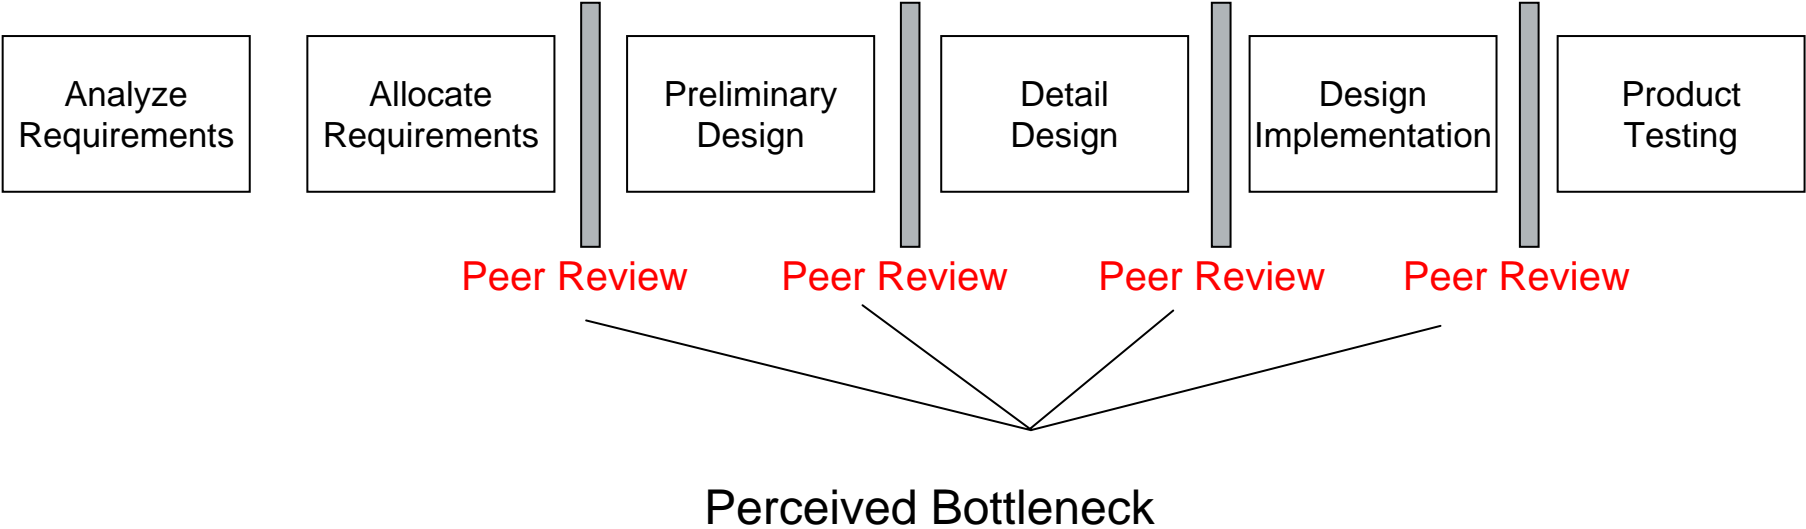 Analyze
Requirements
Allocate
Requirements
Preliminary
Design
Detail
Design
Design
Implementation
Product
Testing
Peer Review
Peer Review
Peer Review
Peer Review
Perceived Bottleneck